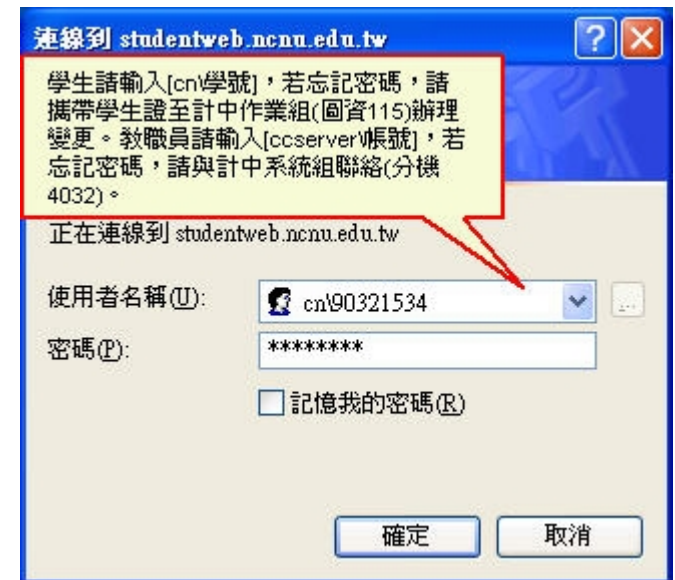 連線到 studentweb.ncnu.edu.tw
學生請輸入[cn\學號]，若忘記密碼，請
攜帶學生證至計中作業組(圖資115)辦理
變更。教職員請輸入[ccserver\帳號]，若
忘記密碼，請與計中系統組聯絡(分機
4032)。
正在連線到 studentweb.ncnu.edu.tw
使用者名稱(U): cn\90321534
密碼(P): ********
記憶我的密碼(R)
確定 取消